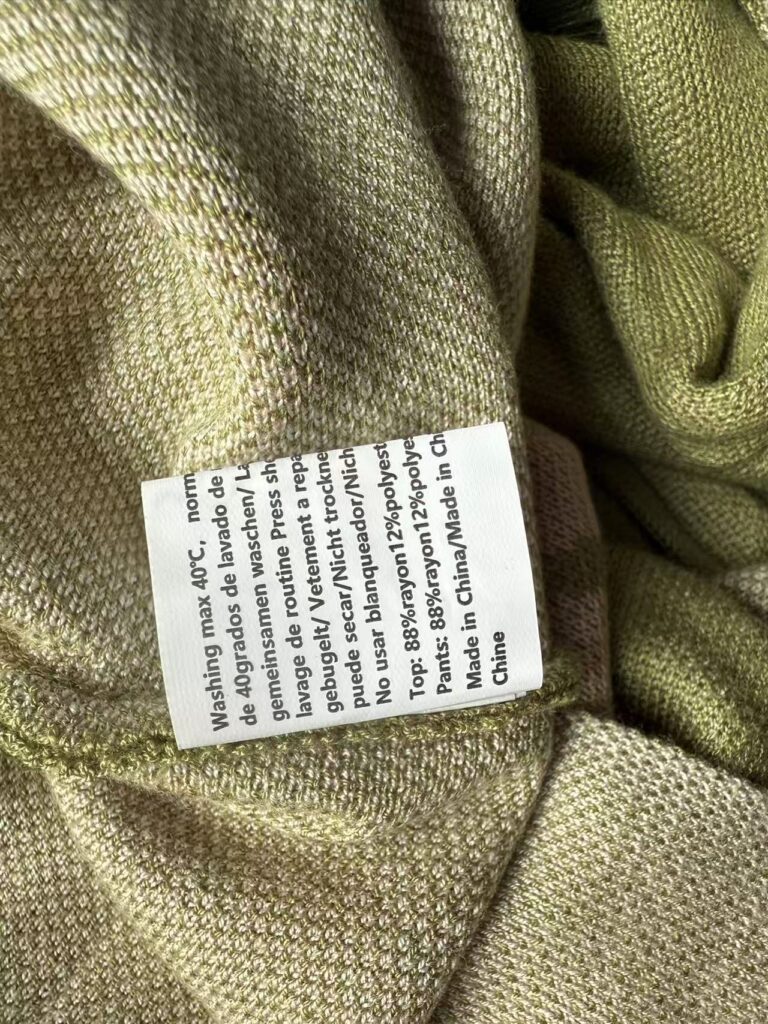 Washing max 40℃, norm
de 40grados de lavado de
gemeinsamen waschen/ La
lavage de routine Press sh
gebugelt/ Vetement a repa
puede secar/Nicht trockne
No usar blanqueador/Nich
Top: 88%rayon12%polyest
Pants: 88%rayon12%polye
Made in China/Made in Ch
Chine